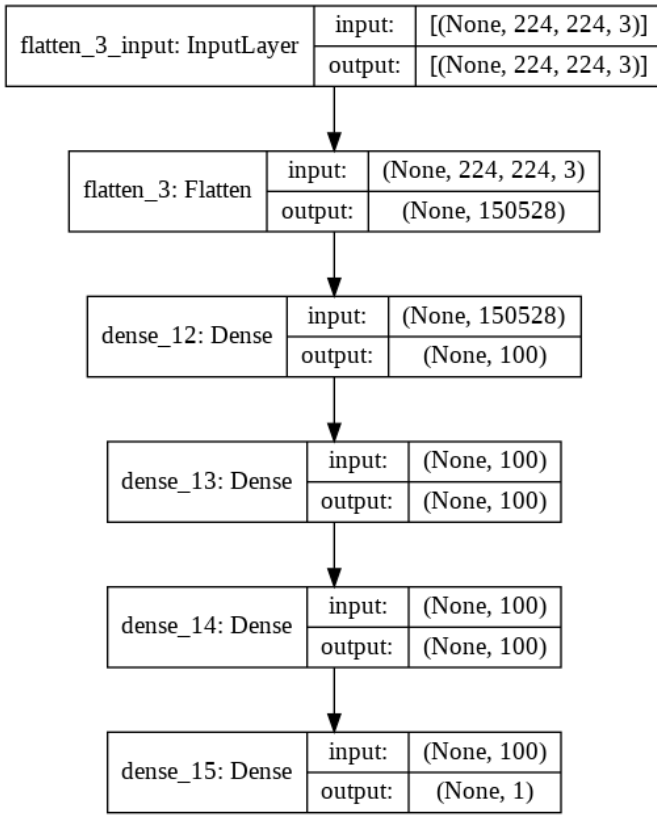 flatten_3_input: InputLayer
input: [(None, 224, 224, 3)]
output: [(None, 224, 224, 3)]
flatten_3: Flatten
input: (None, 224, 224, 3)
output: (None, 150528)
dense_12: Dense
input: (None, 150528)
output: (None, 100)
dense_13: Dense
input: (None, 100)
output: (None, 100)
dense_14: Dense
input: (None, 100)
output: (None, 100)
dense_15: Dense
input: (None, 100)
output: (None, 1)